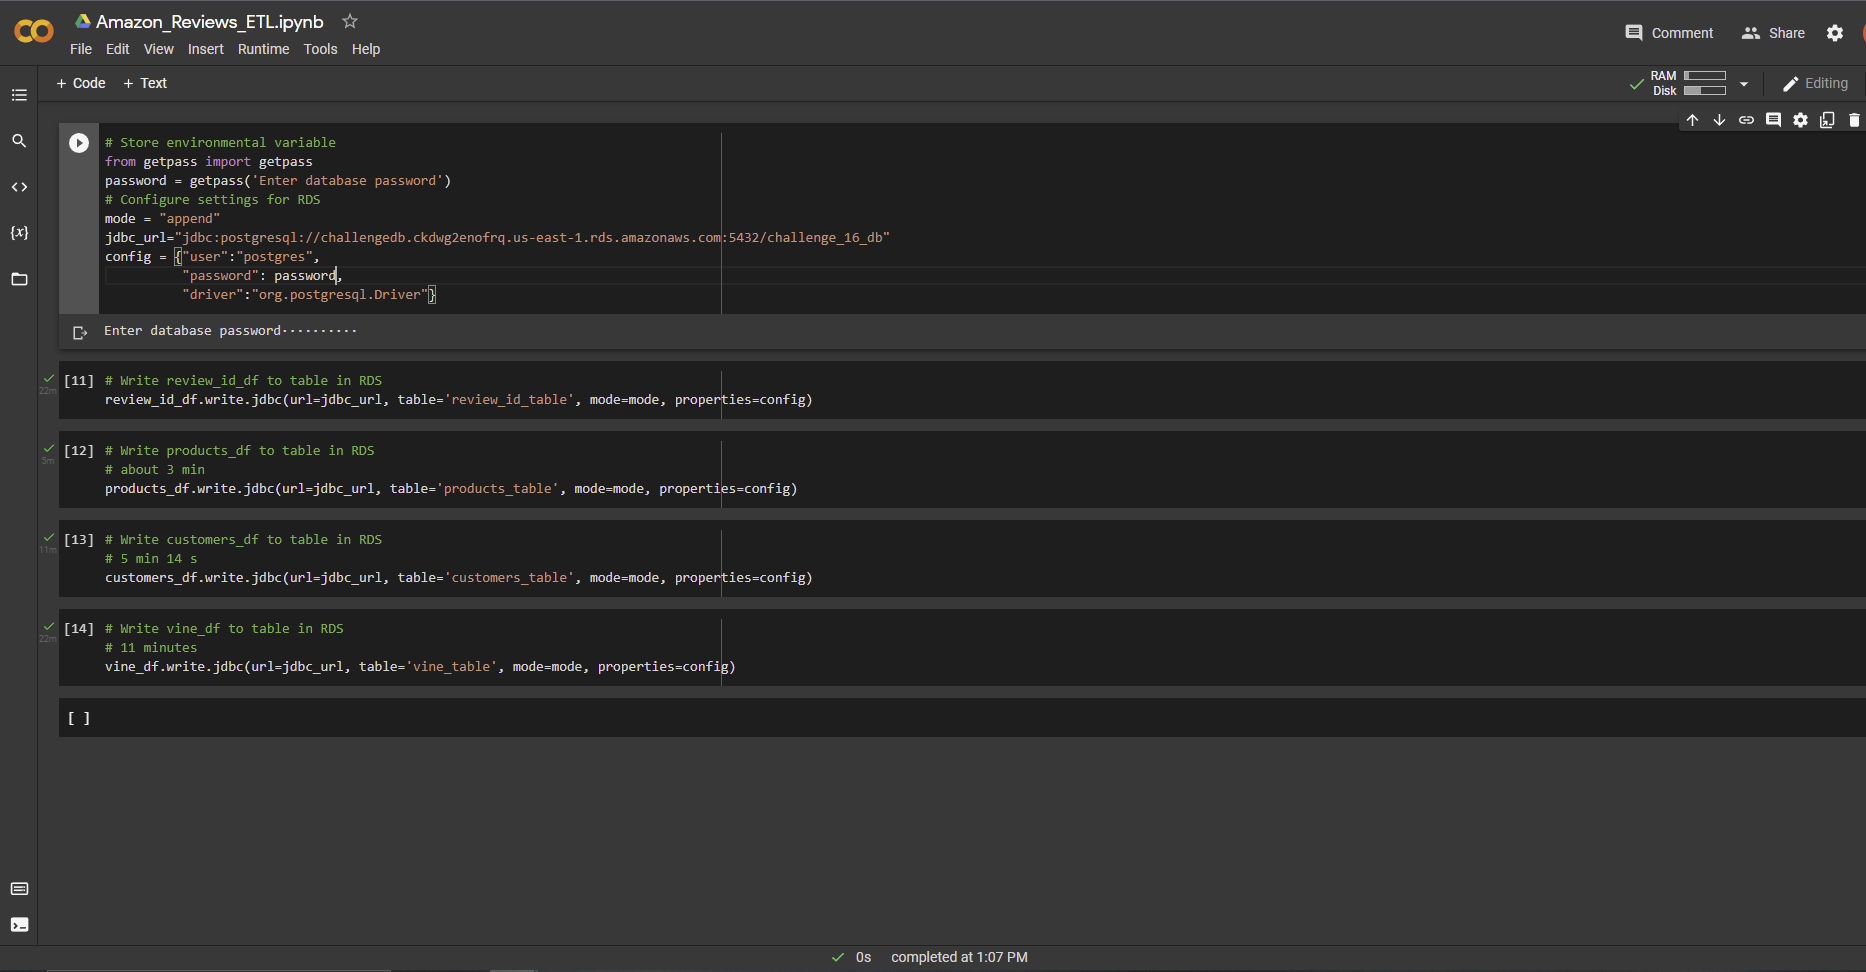 Amazon_Reviews_ETL.ipynb
File Edit View Insert Runtime Tools Help
Comment Share
+ Code + Text
RAM
Disk
Editing
# Store environmental variable
from getpass import getpass
password = getpass('Enter database password')
# Configure settings for RDS
mode = "append"
jdbc_url="jdbc:postgresql://challengedb.ckdwg2enofrq.us-east-1.rds.amazonaws.com:5432/challenge_16_db"
config = {"user":"postgres",
"password": password,
"driver":"org.postgresql.Driver"}
Enter database password··········
[11] # Write review_id_df to table in RDS
22m
review_id_df.write.jdbc(url=jdbc_url, table='review_id_table', mode=mode, properties=config)
[12] # Write products_df to table in RDS
5m
# about 3 min
products_df.write.jdbc(url=jdbc_url, table='products_table', mode=mode, properties=config)
[13] # Write customers_df to table in RDS
11m
# 5 min 14 s
customers_df.write.jdbc(url=jdbc_url, table='customers_table', mode=mode, properties=config)
[14] # Write vine_df to table in RDS
22m
# 11 minutes
vine_df.write.jdbc(url=jdbc_url, table='vine_table', mode=mode, properties=config)
[ ]
0s completed at 1:07 PM